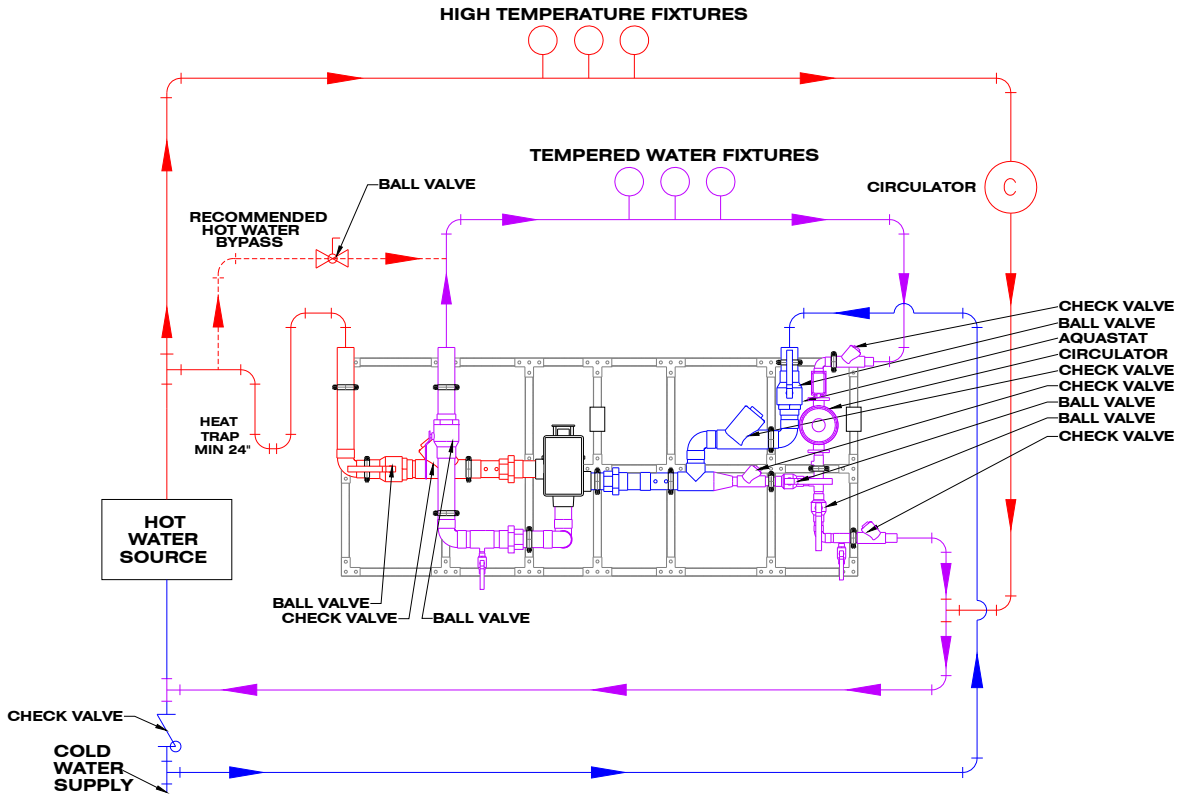 HIGH TEMPERATURE FIXTURES
TEMPERED WATER FIXTURES
BALL VALVE
CIRCULATOR
C
RECOMMENDED
HOT WATER
BYPASS
CHECK VALVE
BALL VALVE
AQUASTAT
CIRCULATOR
CHECK VALVE
CHECK VALVE
BALL VALVE
BALL VALVE
CHECK VALVE
HEAT
TRAP
MIN 24"
HOT
WATER
SOURCE
BALL VALVE
CHECK VALVE
BALL VALVE
CHECK VALVE
COLD
WATER
SUPPLY